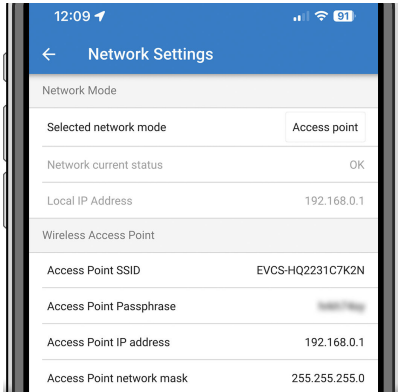 12:09 91
Network Settings
Network Mode
Selected network mode Access point
Network current status OK
Local IP Address 192.168.0.1
Wireless Access Point
Access Point SSID EVCS-HQ2231C7K2N
Access Point Passphrase
Access Point IP address 192.168.0.1
Access Point network mask 255.255.255.0